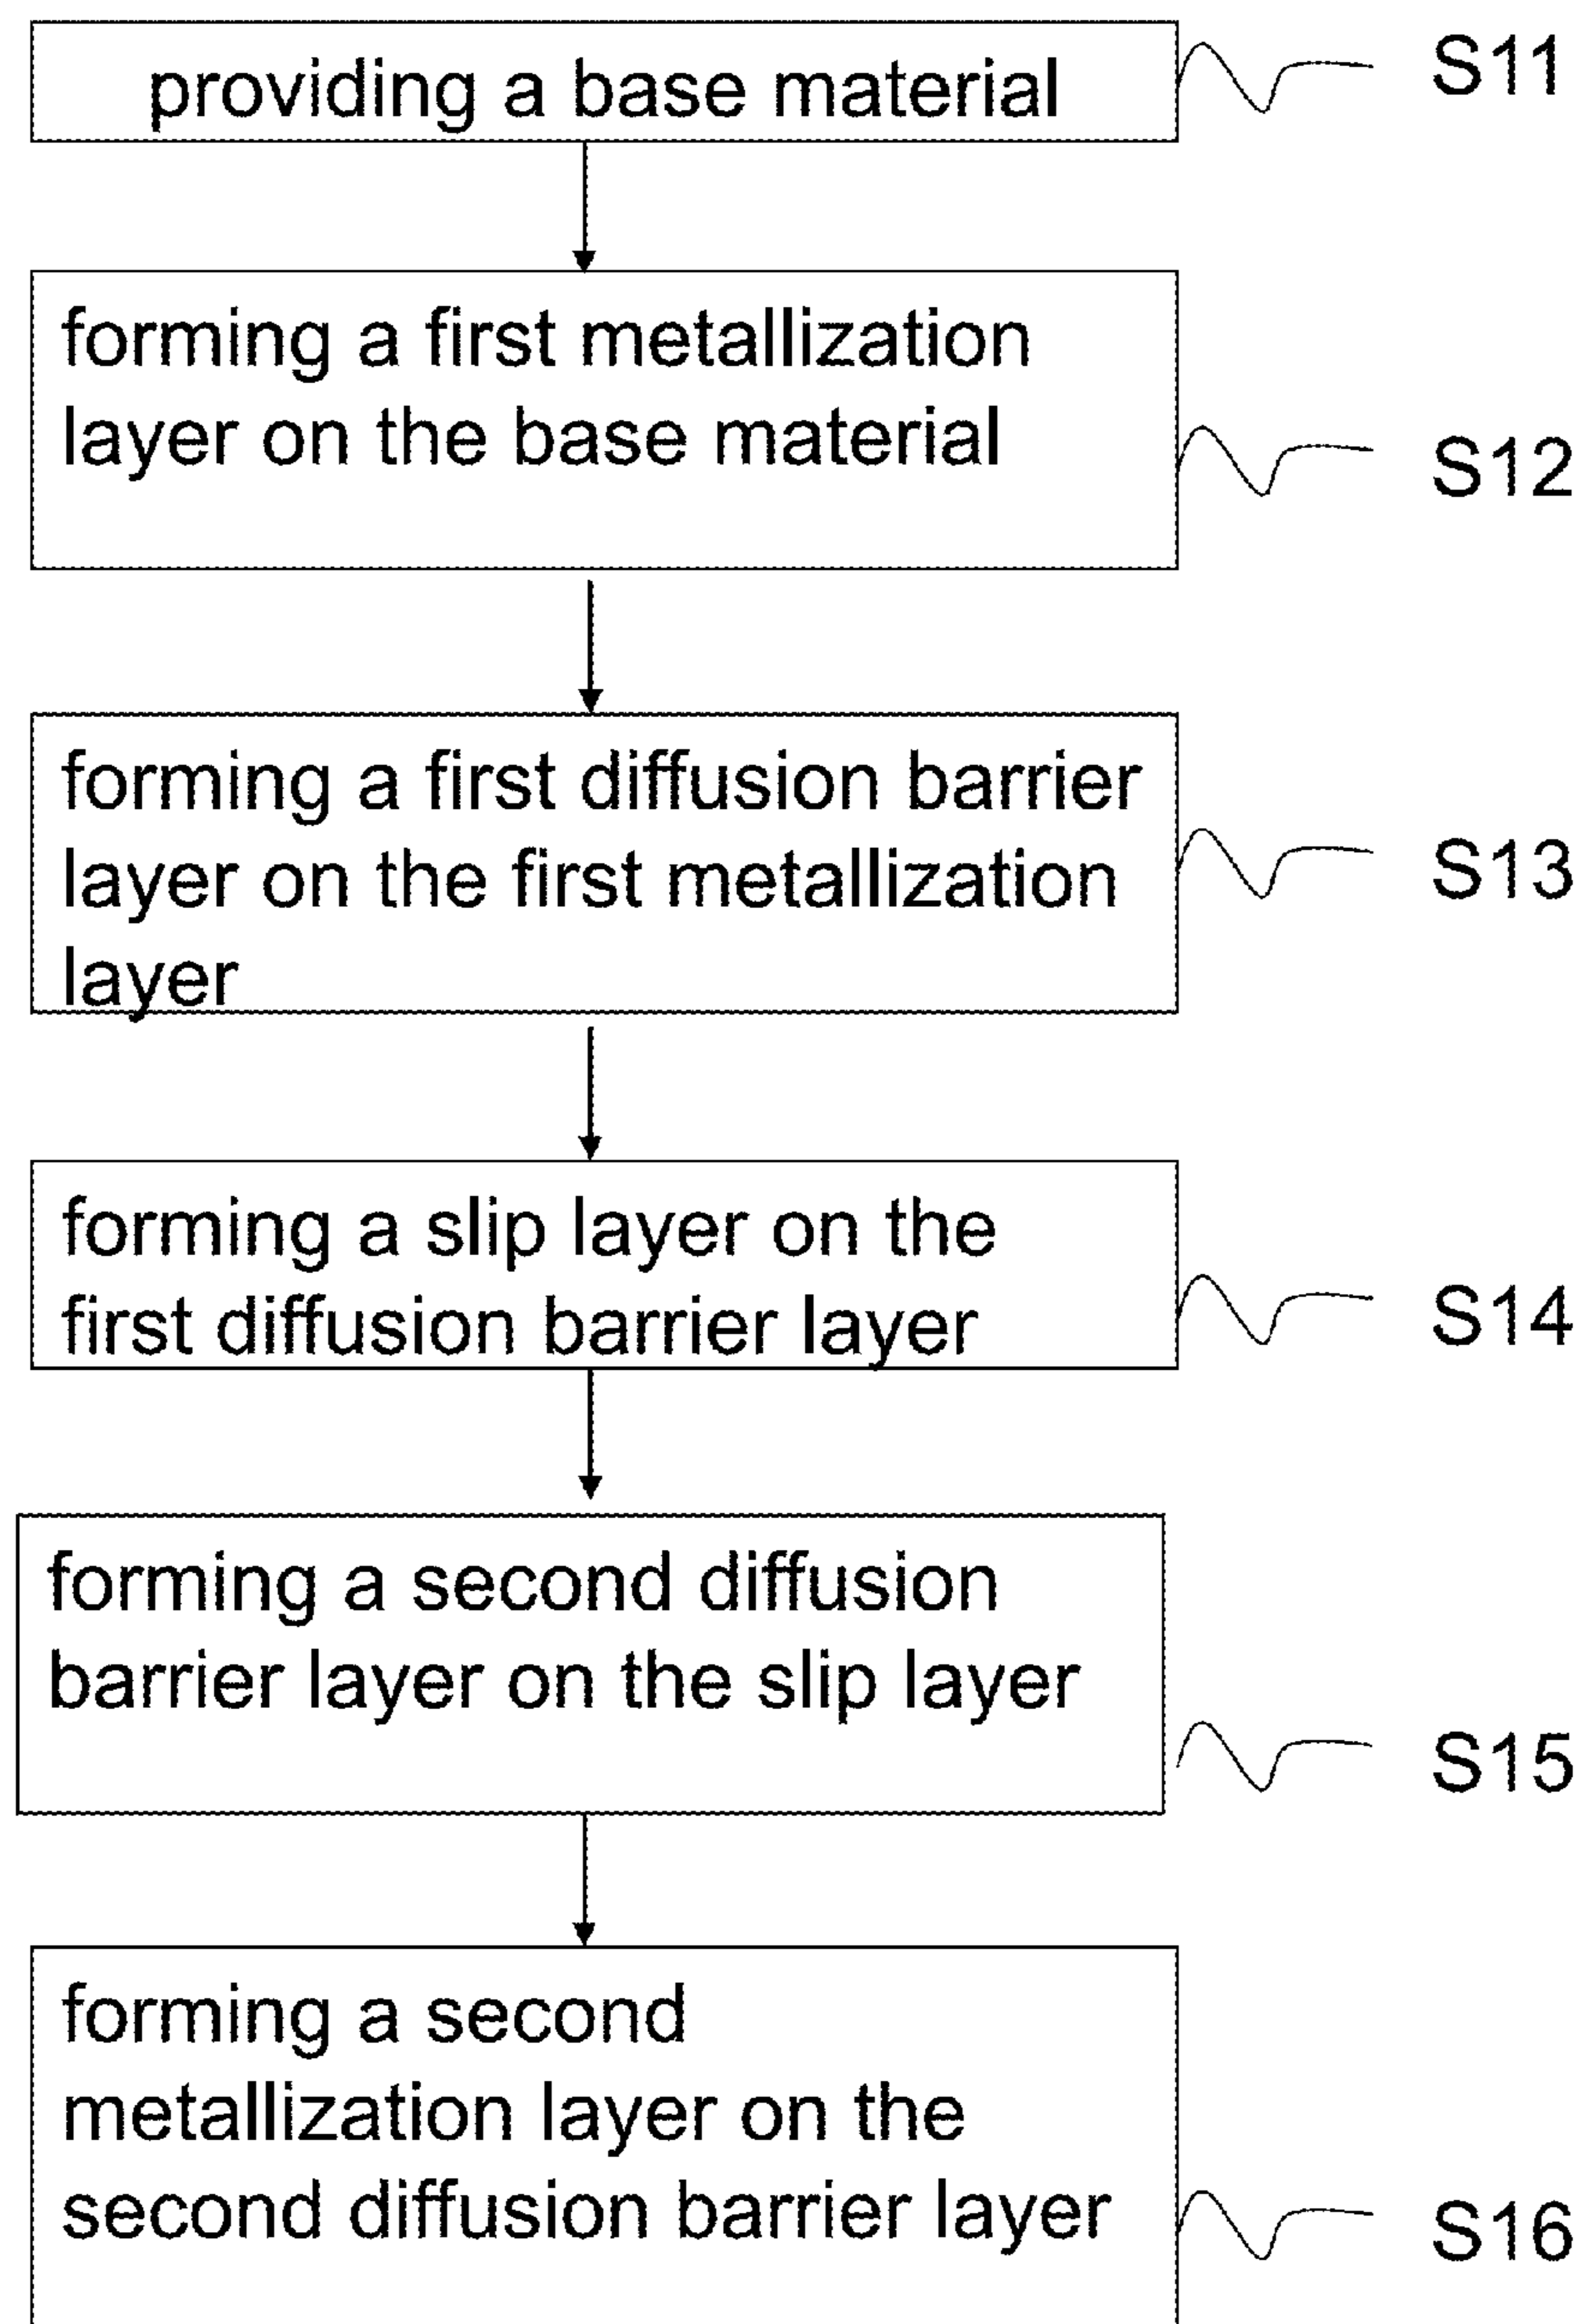 providing a base material
S11
forming a first metallization
layer on the base material
S12
forming a first diffusion barrier
layer on the first metallization
layer
S13
forming a slip layer on the
first diffusion barrier layer
S14
forming a second diffusion
barrier layer on the slip layer
S15
forming a second
metallization layer on the
second diffusion barrier layer
S16